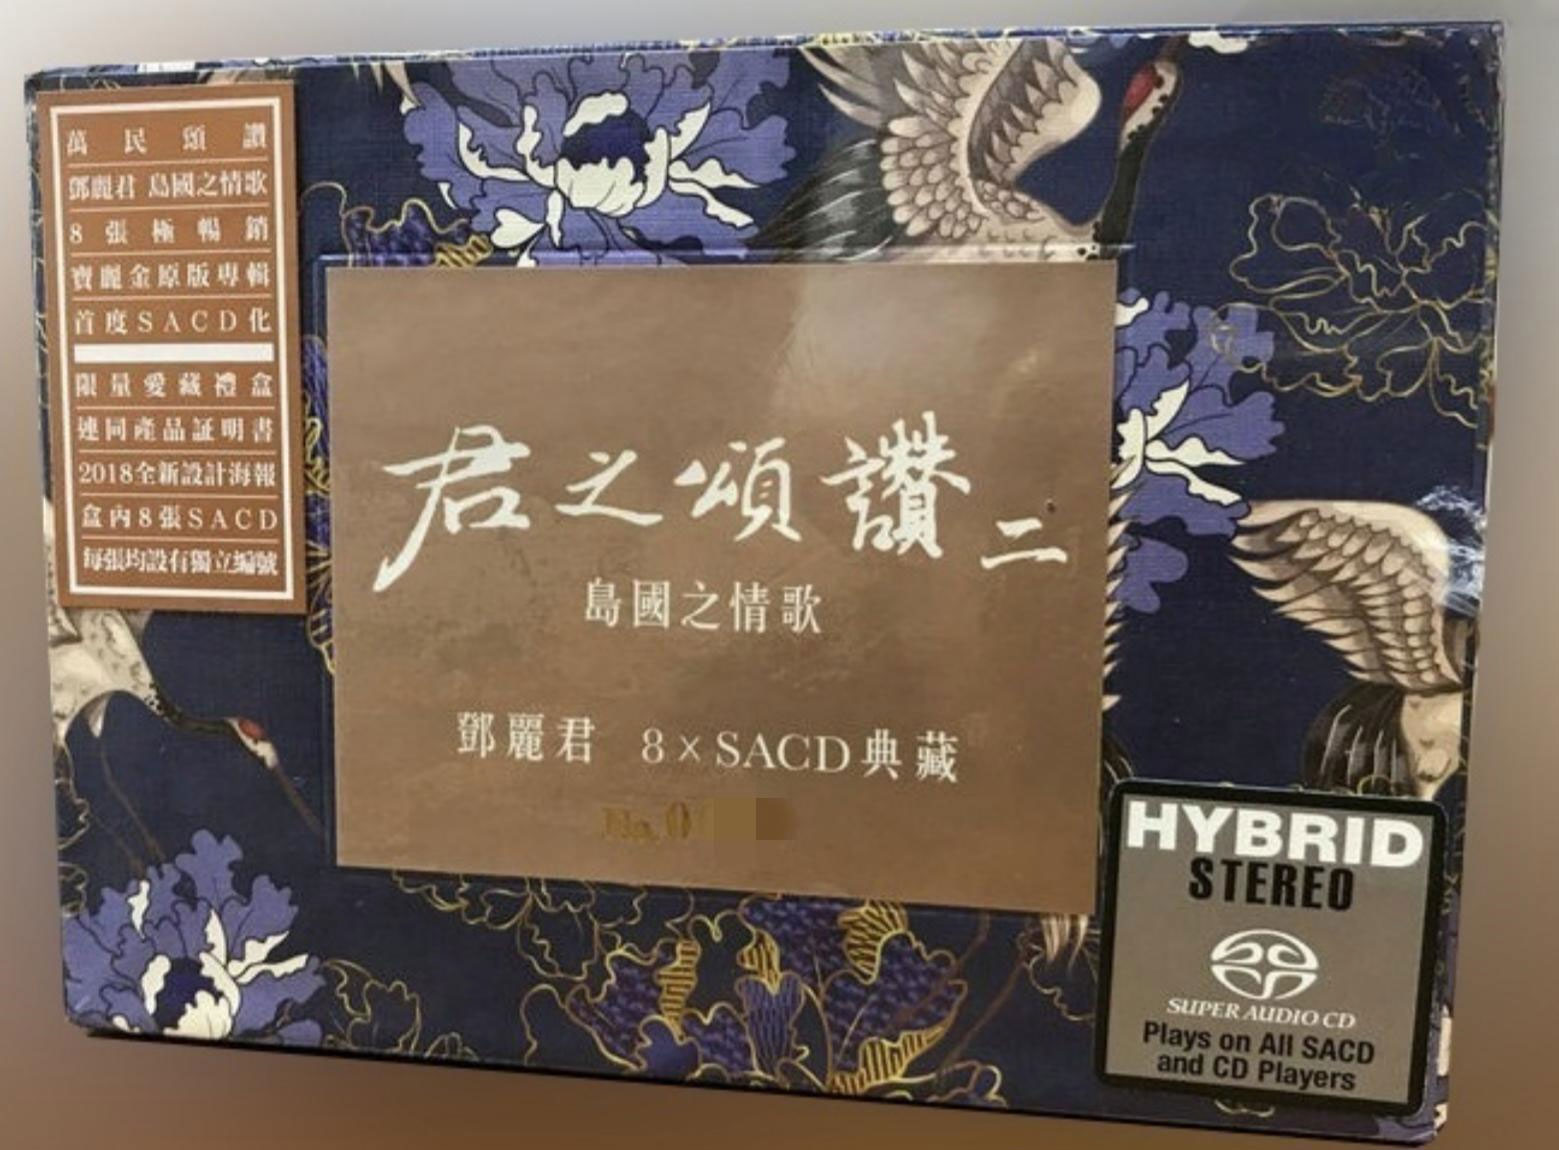 萬民頌讚
鄧麗君 島國之情歌
8張極暢銷
寶麗金原版專輯
首度SACD化
限量愛藏禮盒
連同產品証明書
2018全新設計海報
盒內8張SACD
每張均設有獨立編號
君之頌讚二
島國之情歌
鄧麗君 8×SACD典藏
No. 0
HYBRID
STEREO
SUPER AUDIO CD
Plays on All SACD
and CD Players